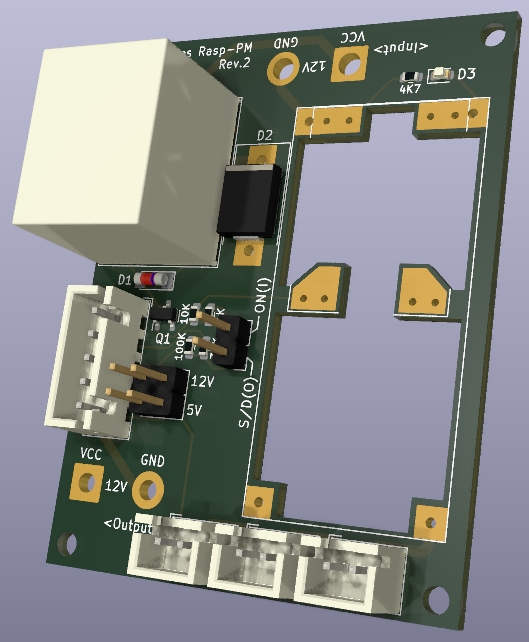 Rasp-PM
Rev.2
GND
VCC
12V
<Input>
4K7
D3
D2
D1
10K
K
Q1
100K
ON(I)
S/D(O)
12V
5V
VCC
GND
12V
<Output